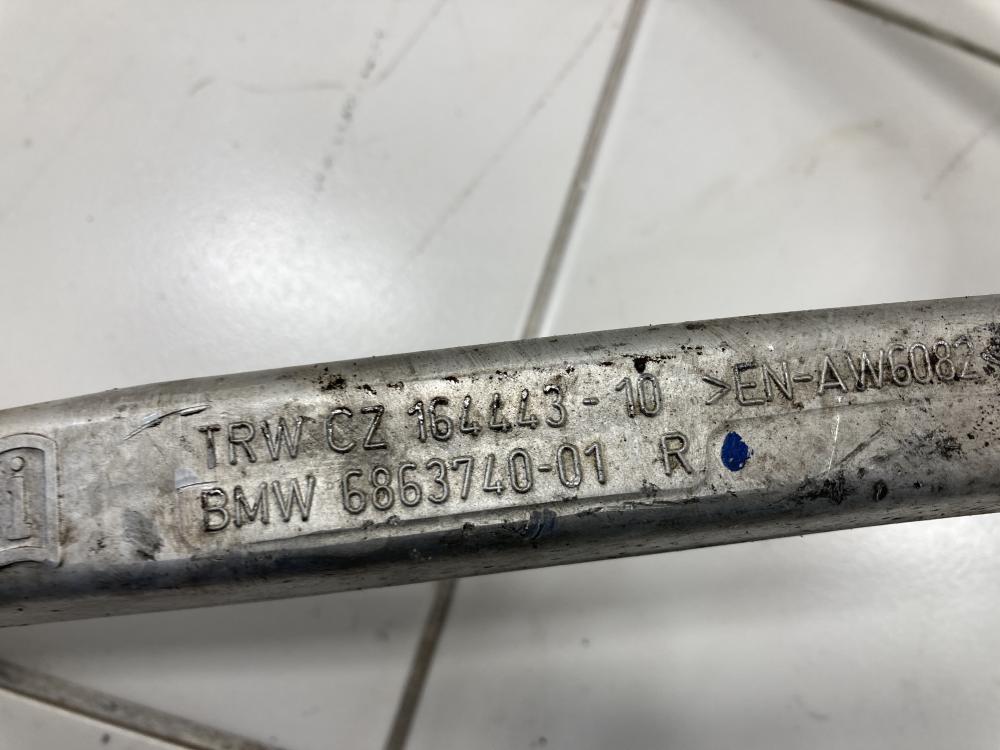 TRW CZ 164443-10 >EN-AW6082
BMW 6863740-01 R
i